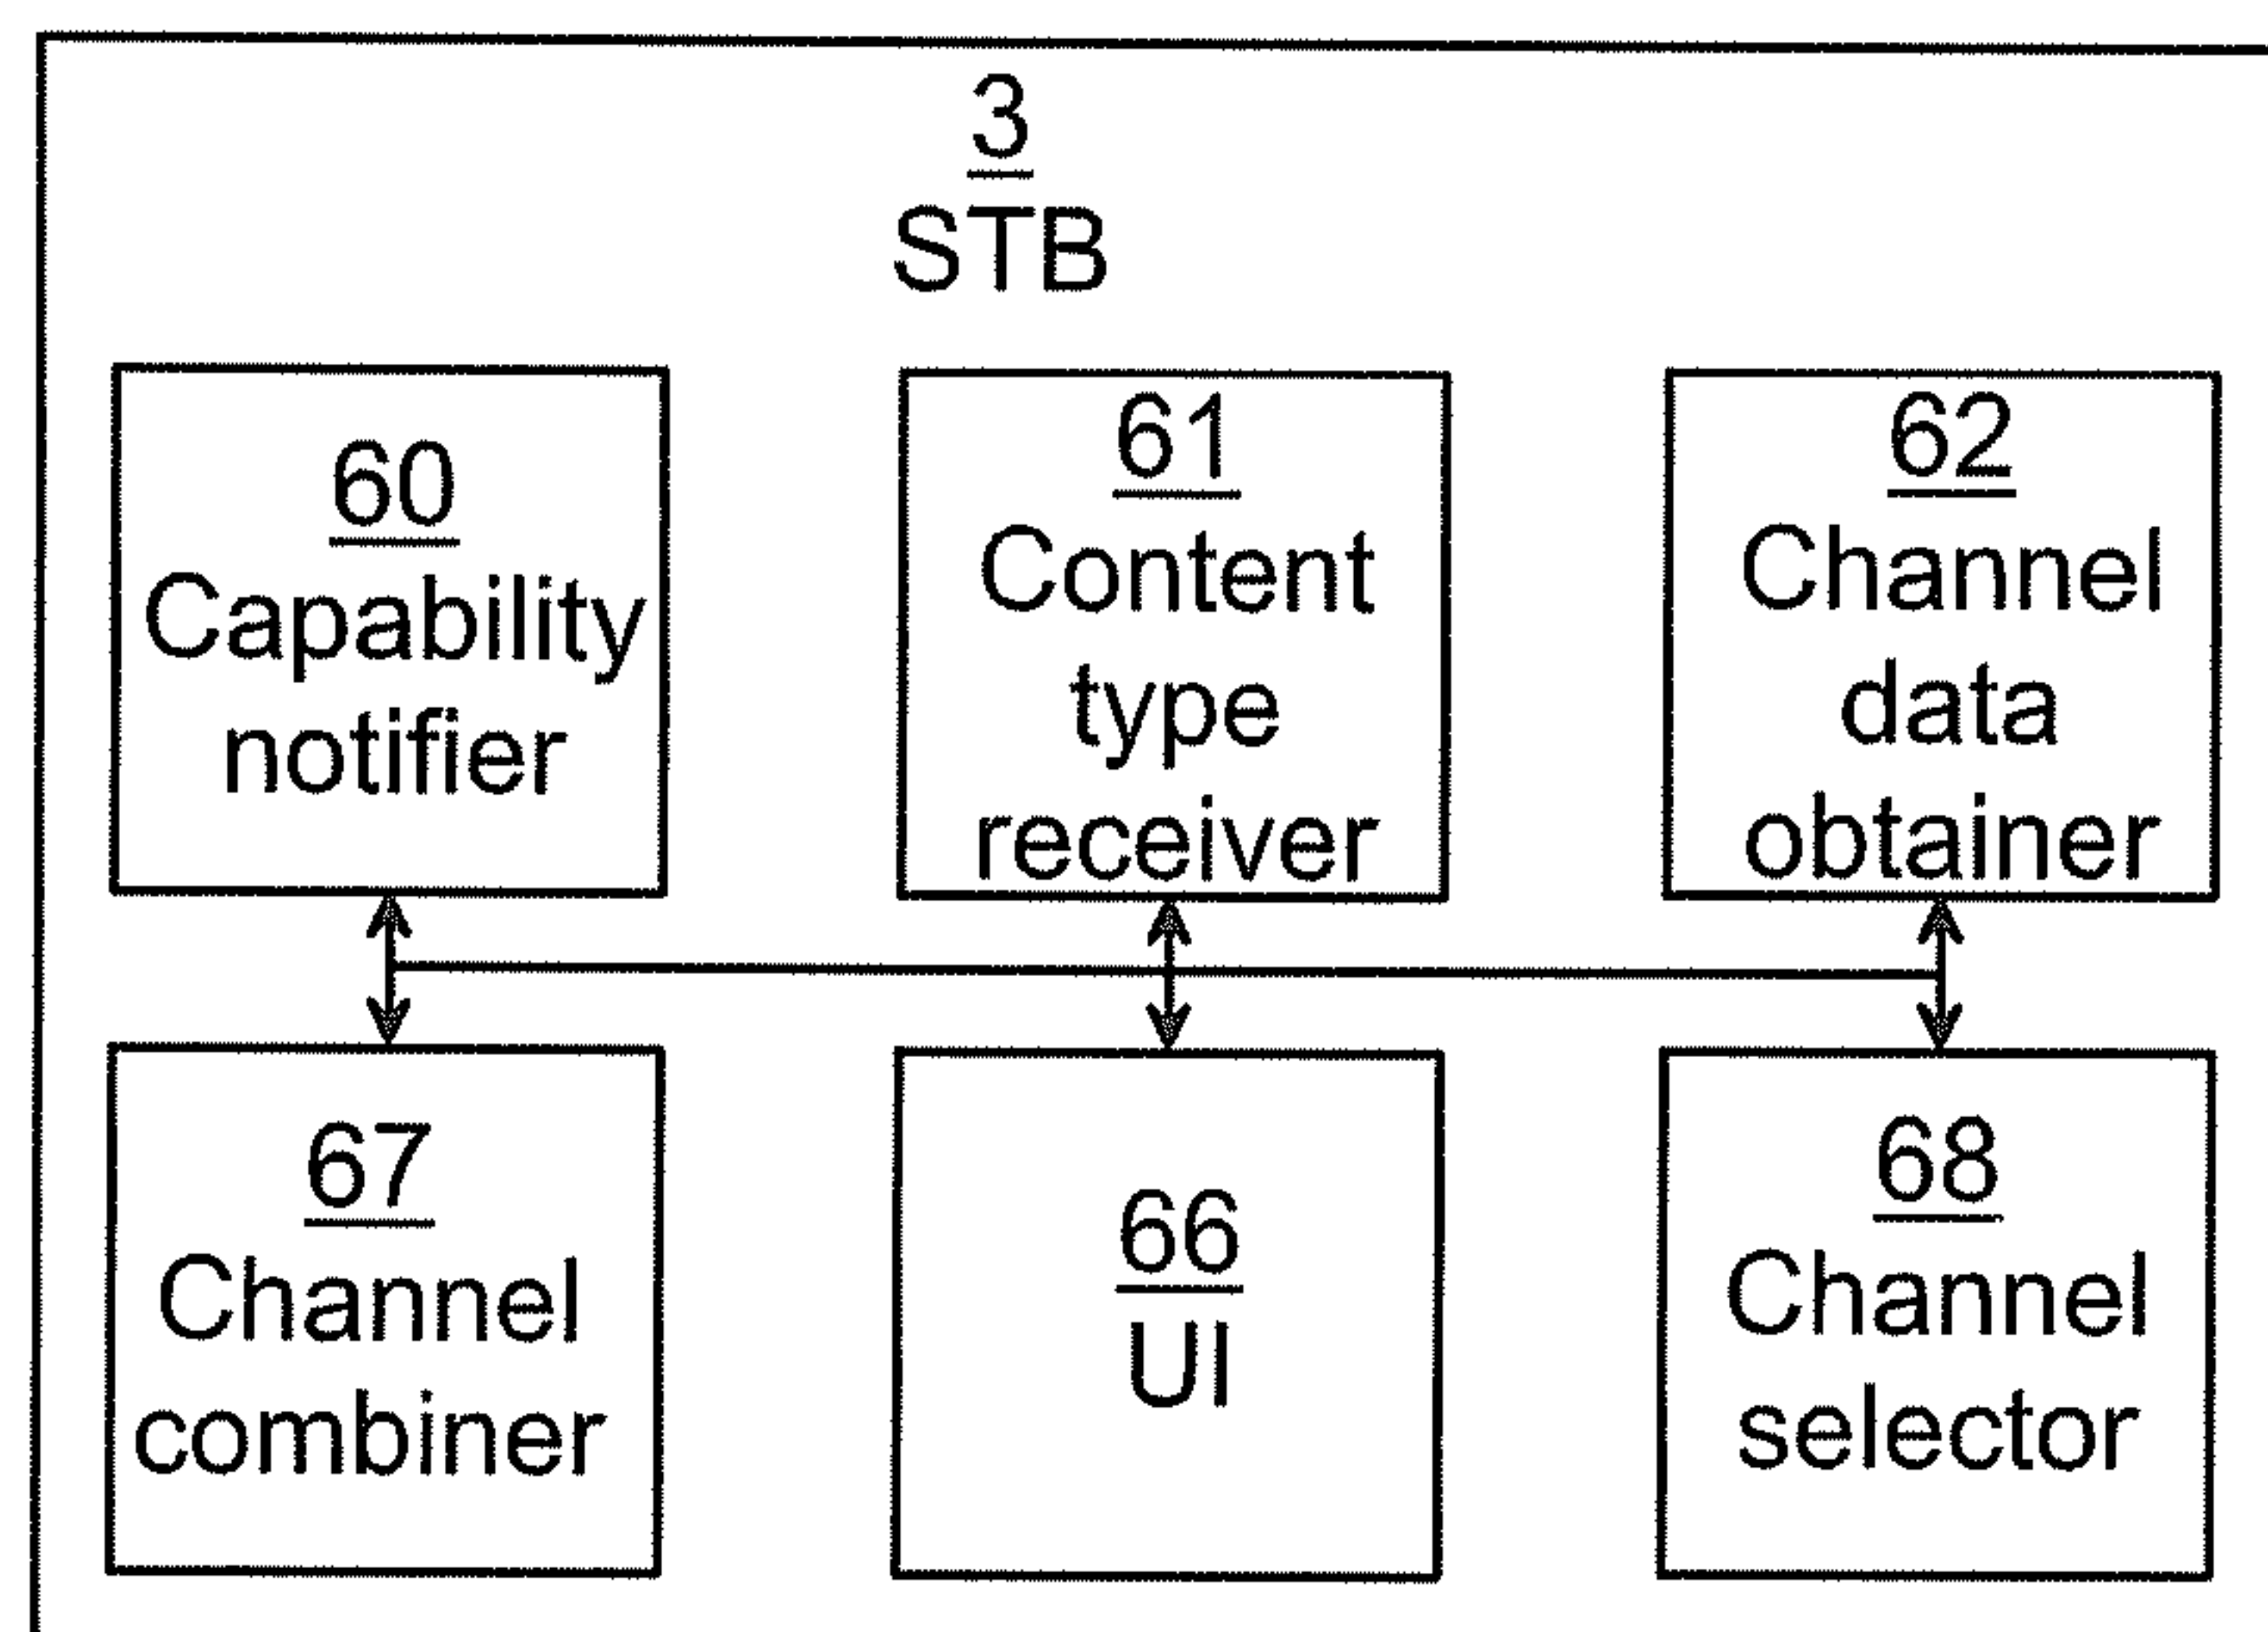 3
STB
60
Capability
notifier
61
Content
type
receiver
62
Channel
data
obtainer
67
Channel
combiner
66
UI
68
Channel
selector